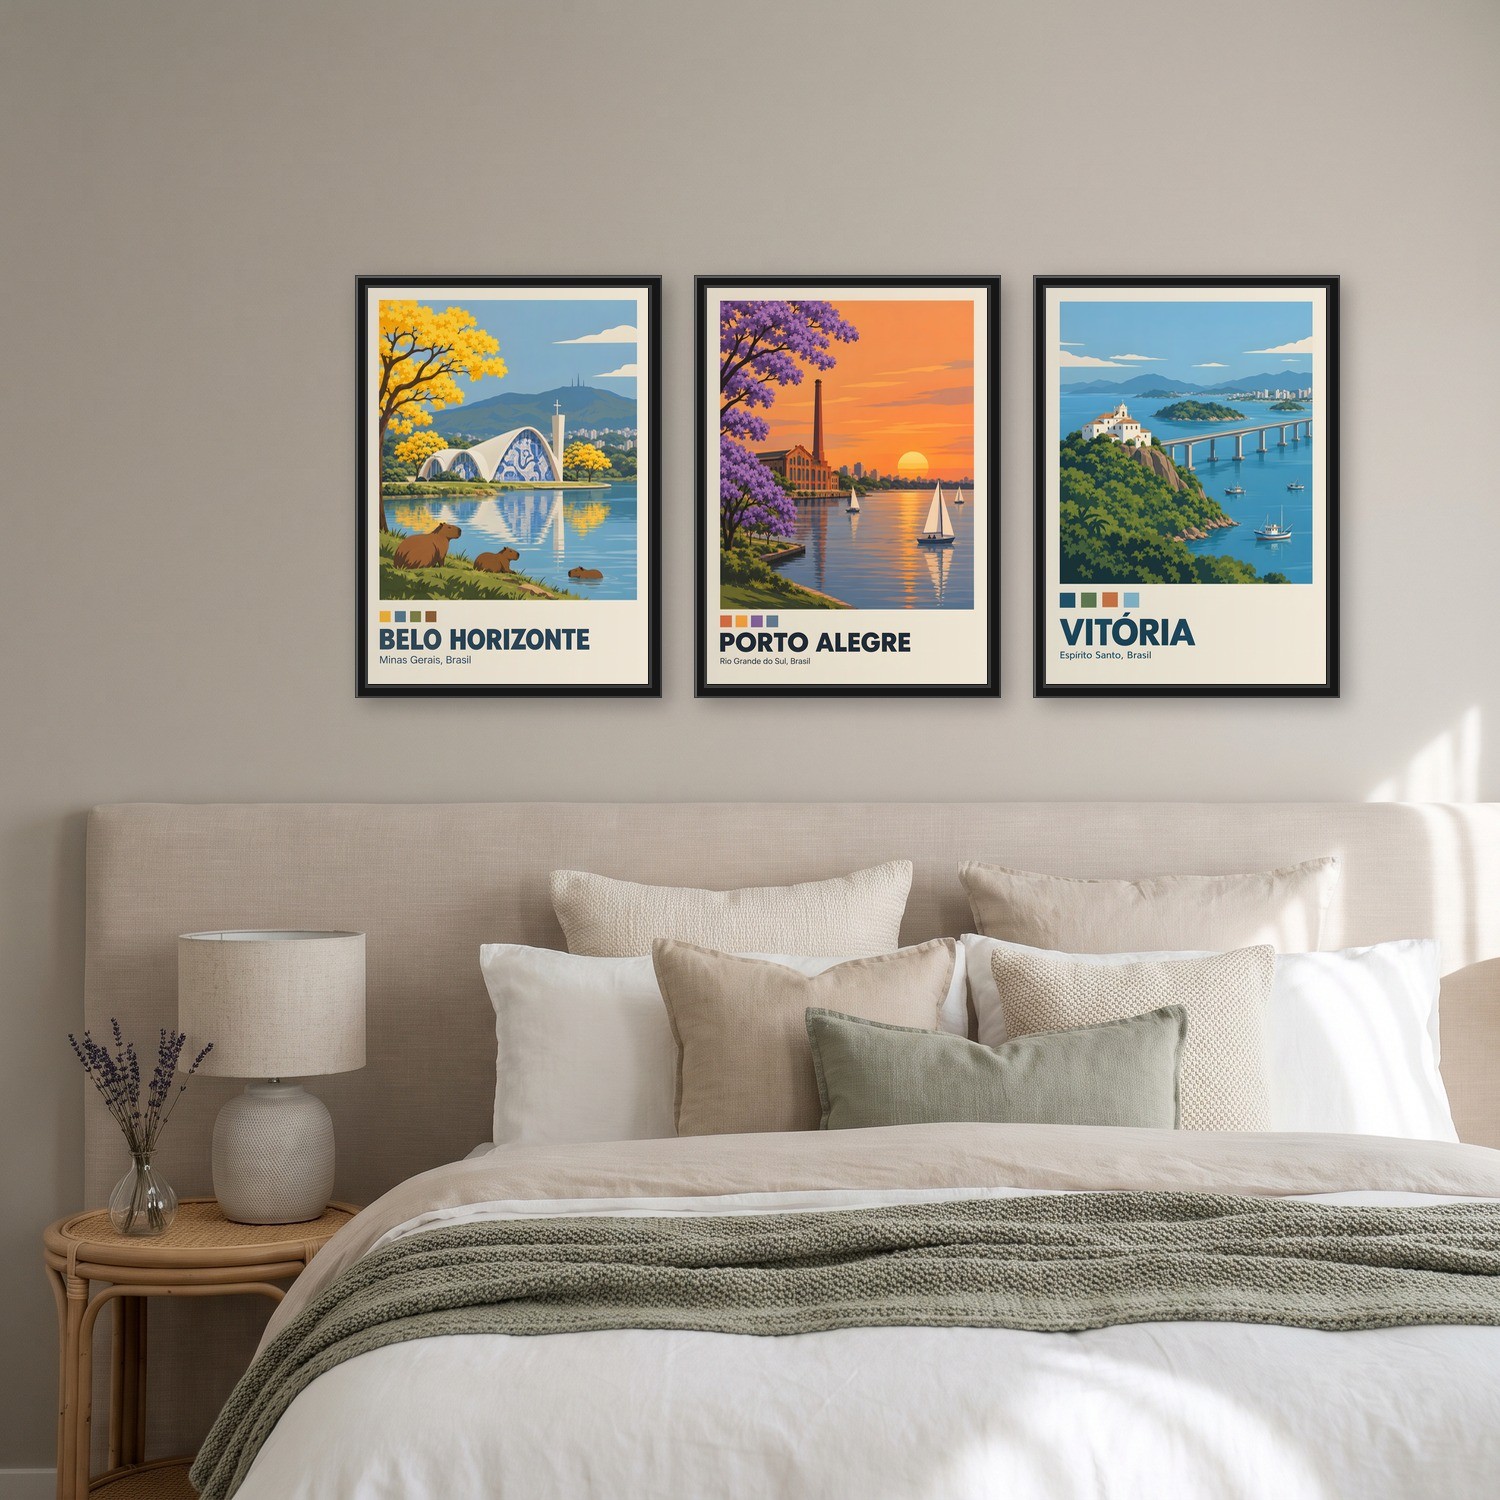 BELO HORIZONTE
Minas Gerais, Brasil
PORTO ALEGRE
Rio Grande do Sul, Brasil
VITÓRIA
Espírito Santo, Brasil